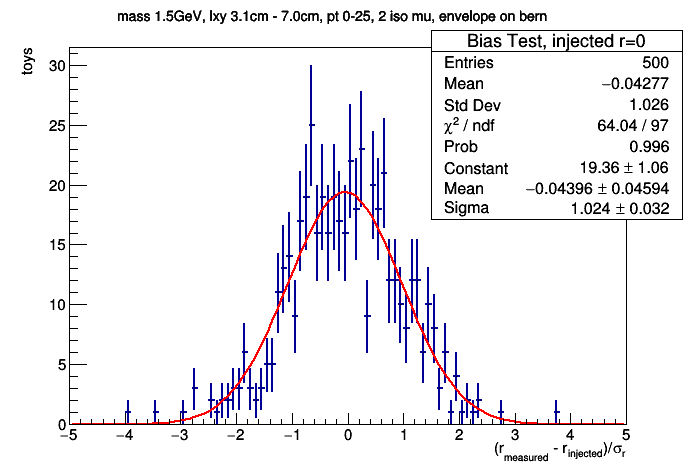 mass 1.5GeV, lxy 3.1cm - 7.0cm, pt 0-25, 2 iso mu, envelope on bern
toys
Bias Test, injected r=0
Entries 500
Mean −0.04277
Std Dev 1.026
χ² / ndf 64.04 / 97
Prob 0.996
Constant 19.36 ± 1.06
Mean −0.04396 ± 0.04594
Sigma 1.024 ± 0.032
30
25
20
15
10
5
0
−5 −4 −3 −2 −1 0 1 2 3 4 5
(r_measured - r_injected)/σ_r